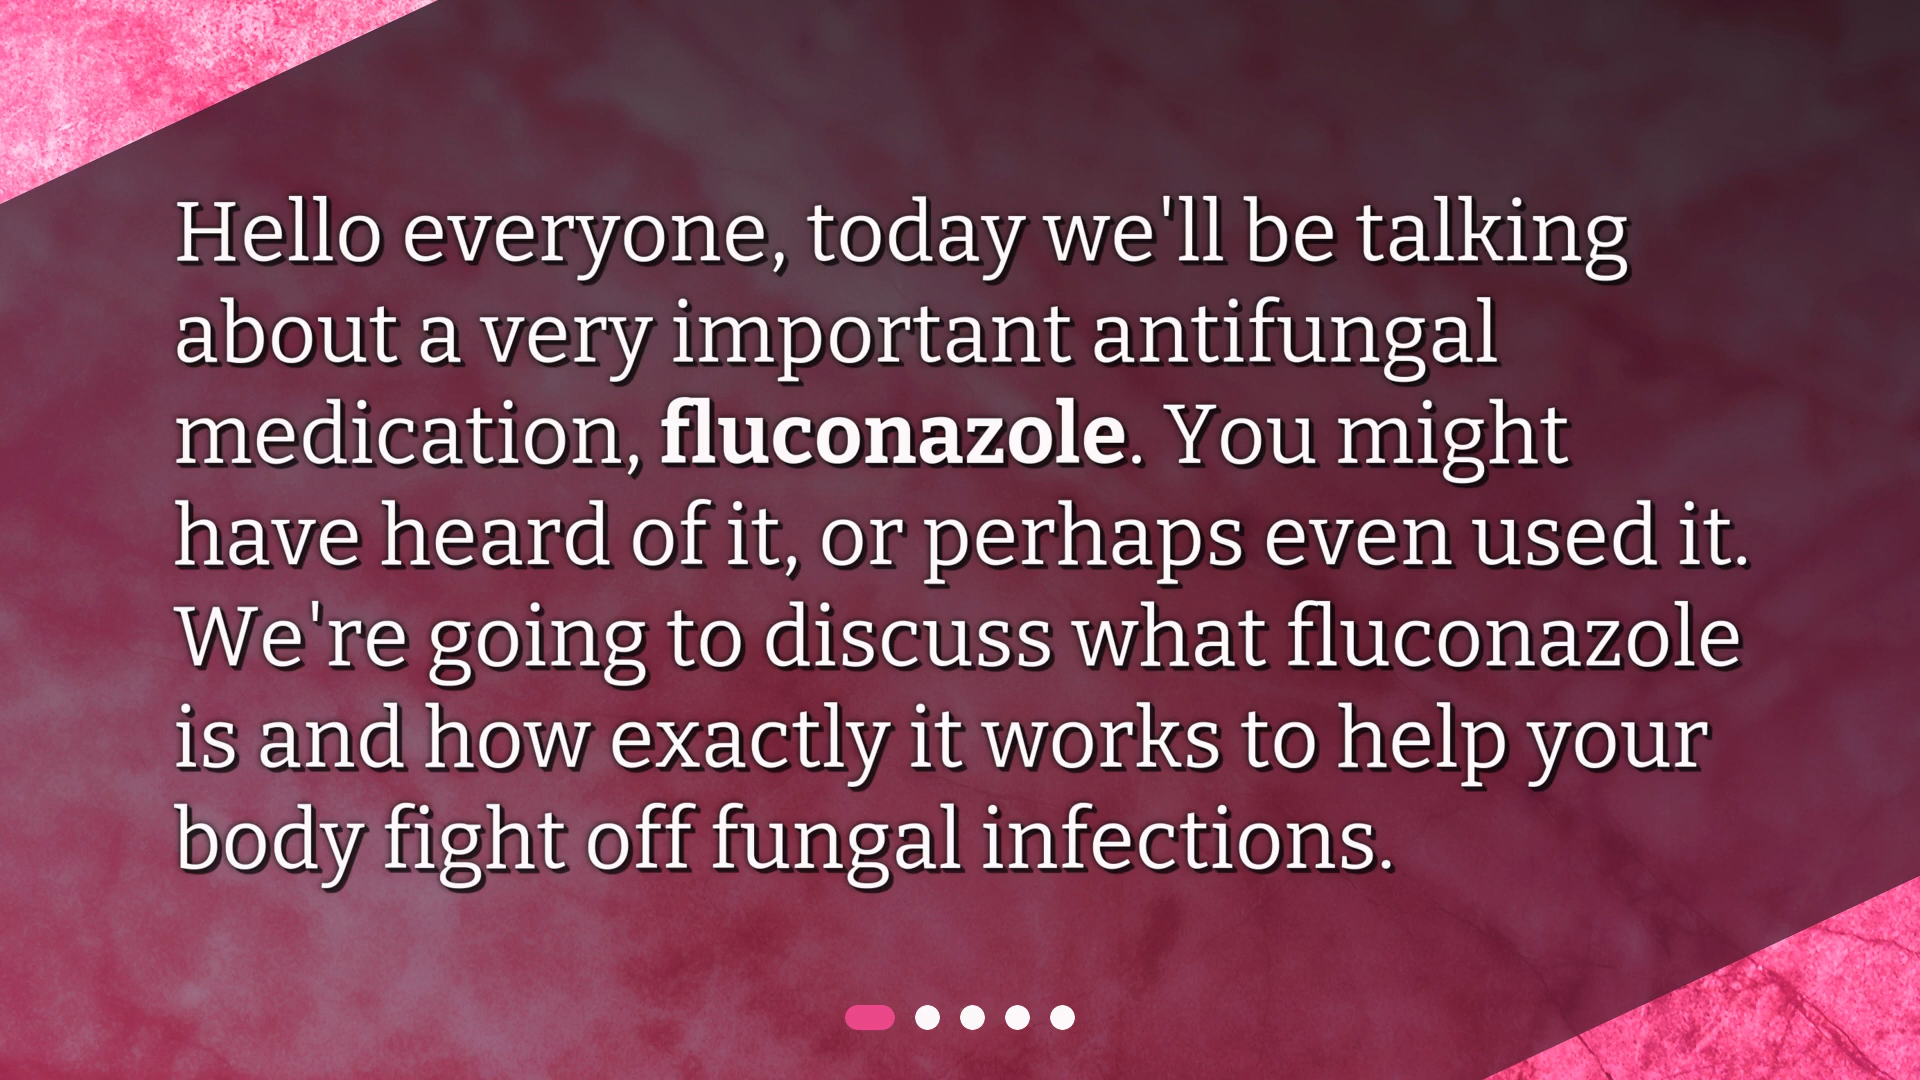 Hello everyone, today we'll be talking
about a very important antifungal
medication, fluconazole. You might
have heard of it, or perhaps even used it.
We're going to discuss what fluconazole
is and how exactly it works to help your
body fight off fungal infections.